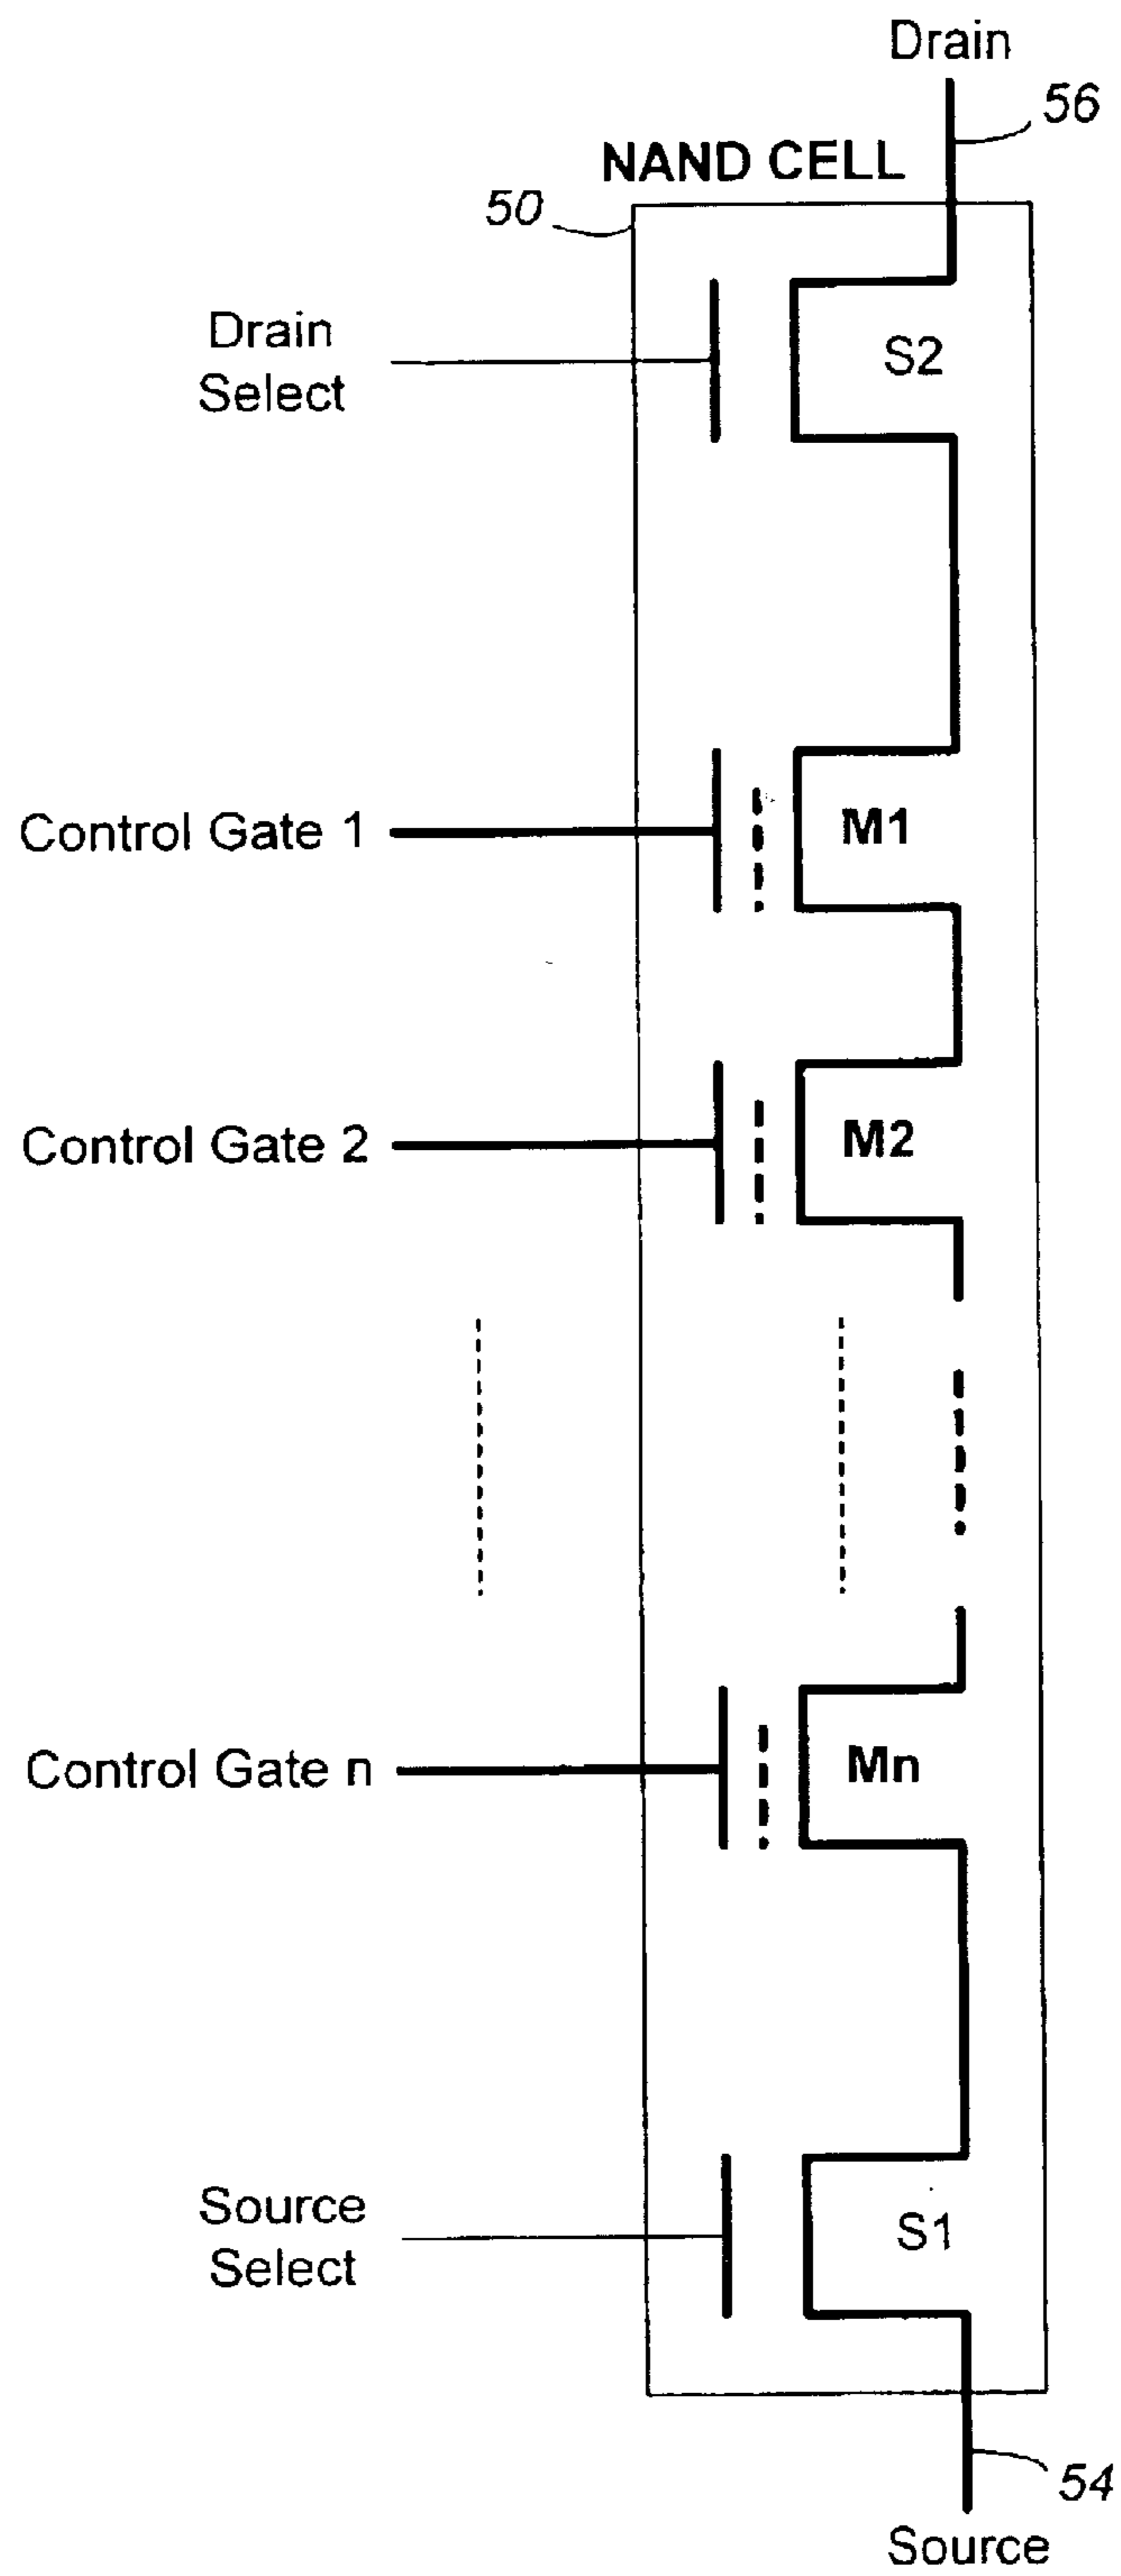 Drain
56
NAND CELL
50
Drain
Select
S2
Control Gate 1
M1
Control Gate 2
M2
Control Gate n
Mn
Source
Select
S1
54
Source